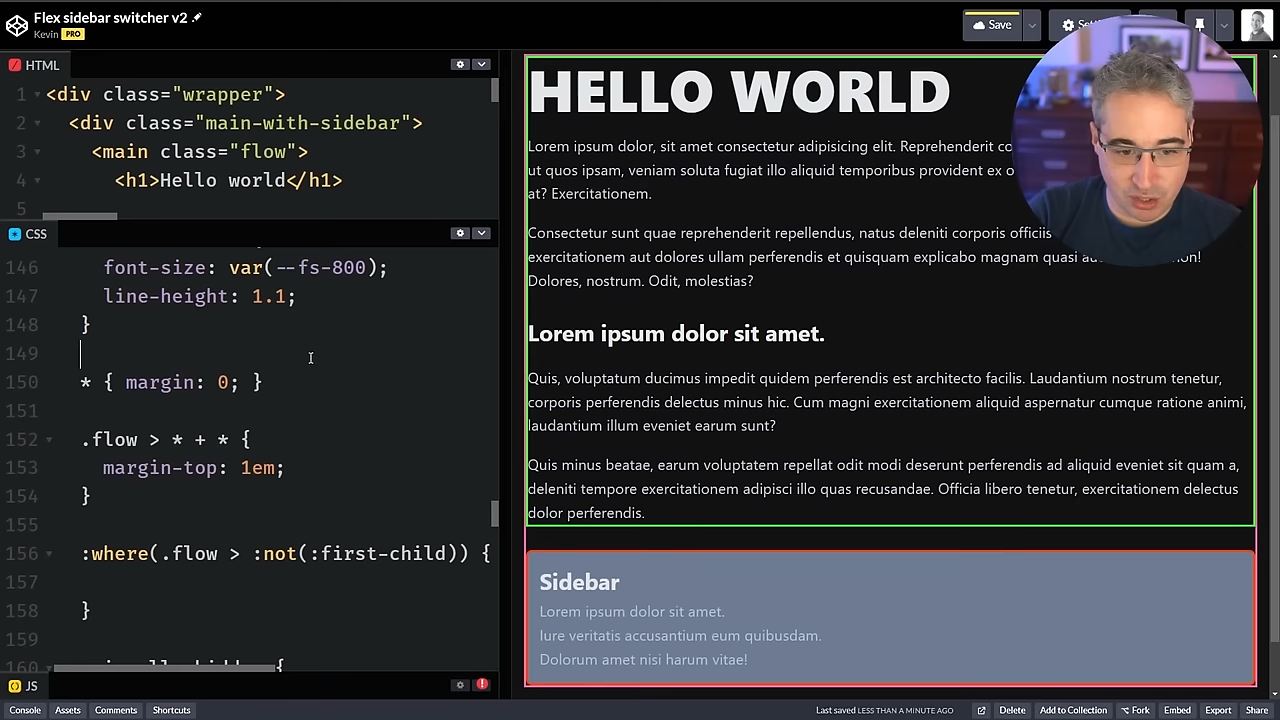 Flex sidebar switcher v2
Kevin PRO
Save
HTML
1 <div class="wrapper">
2 <div class="main-with-sidebar">
3 <main class="flow">
4 <h1>Hello world</h1>
5
CSS
146 font-size: var(--fs-800);
147 line-height: 1.1;
148 }
149
150 * { margin: 0; }
151
152 .flow > * + * {
153 margin-top: 1em;
154 }
155
156 :where(.flow > :not(:first-child)) {
157
158 }
159
160
JS
HELLO WORLD
Lorem ipsum dolor, sit amet consectetur adipisicing elit. Reprehenderit
ut quos ipsam, veniam soluta fugiat illo aliquid temporibus provident ex
at? Exercitationem.
Consectetur sunt quae reprehenderit repellendus, natus deleniti corporis officiis
exercitationem aut dolores ullam perferendis et quisquam explicabo magnam quasi
Dolores, nostrum. Odit, molestias?
Lorem ipsum dolor sit amet.
Quis, voluptatum ducimus impedit quidem perferendis est architecto facilis. Laudantium nostrum tenetur,
corporis perferendis delectus minus hic. Cum magni exercitationem aliquid aspernatur cumque ratione animi,
laudantium illum eveniet earum sunt?
Quis minus beatae, earum voluptatem repellat odit modi deserunt perferendis ad aliquid eveniet sit quam a,
deleniti tempore exercitationem adipisci illo quas recusandae. Officia libero tenetur, exercitationem delectus
dolor perferendis.
Sidebar
Lorem ipsum dolor sit amet.
Iure veritatis accusantium eum quibusdam.
Dolorum amet nisi harum vitae!
Console Assets Comments Shortcuts
Last saved LESS THAN A MINUTE AGO Delete Add to Collection Fork Embed Export Share